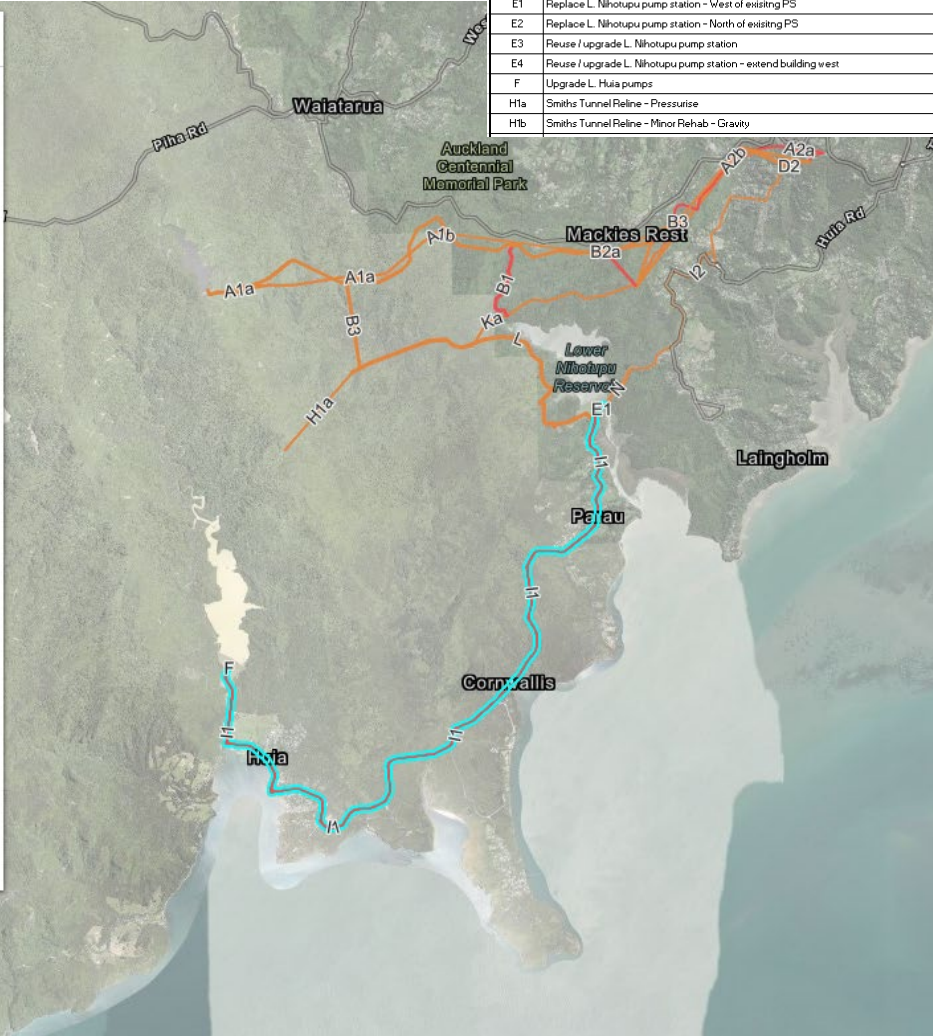 E1 Replace L. Nihotupu pump station - West of exisitng PS
E2 Replace L. Nihotupu pump station - North of exisitng PS
E3 Reuse / upgrade L. Nihotupu pump station
E4 Reuse / upgrade L. Nihotupu pump station - extend building west
F Upgrade L. Huia pumps
H1a Smiths Tunnel Reline - Pressurise
H1b Smiths Tunnel Reline - Minor Rehab - Gravity
Waiatarua
Piha Rd
Auckland
Centennial
Memorial Park
A2b
A2a
D2
B3
Huia Rd
Mackies Rest
A1b
B2a
I2
A1a
A1a
B1
B3
Ka
L
Lower
Nihotupu
Reservoir
N
H1a
E1
I1
Laingholm
Parau
I1
F
Cornwallis
I1
I1
Huia
I1